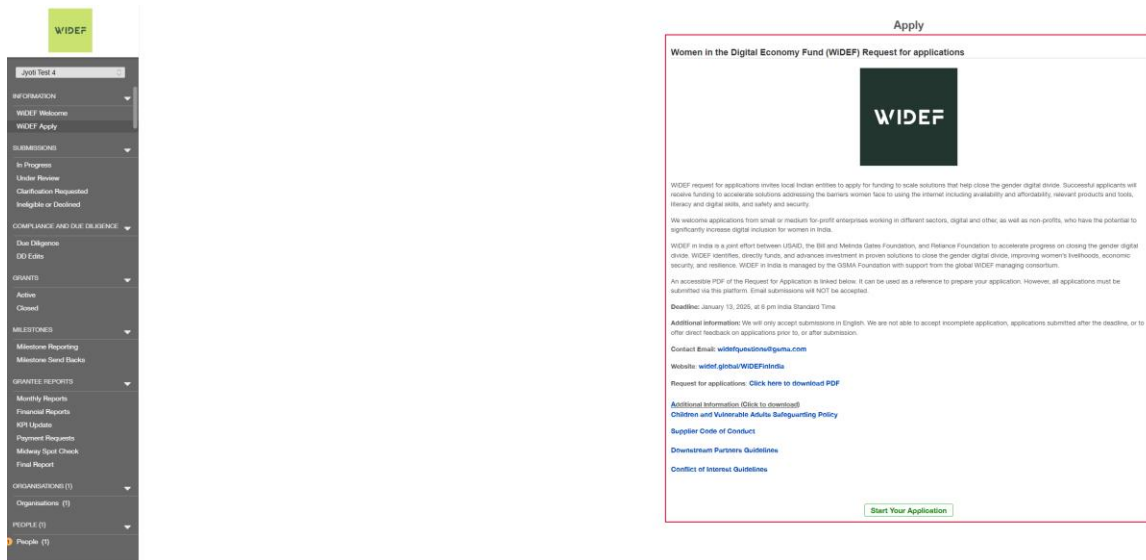 WIDEF
Jyoti Test 4
INFORMATION
WiDEF Welcome
WiDEF Apply
SUBMISSIONS
In Progress
Under Review
Clarification Requested
Ineligible or Declined
COMPLIANCE AND DUE DILIGENCE
Due Diligence
DD Edits
GRANTS
Active
Closed
MILESTONES
Milestone Reporting
Milestone Send Backs
GRANTEE REPORTS
Monthly Reports
Financial Reports
KPI Update
Payment Requests
Midway Spot Check
Final Report
ORGANISATIONS (1)
Organisations (1)
PEOPLE (1)
People (1)
Apply
Women in the Digital Economy Fund (WiDEF) Request for applications
WIDEF
WiDEF request for applications invites local Indian entities to apply for funding to scale solutions that help close the gender digital divide. Successful applicants will
receive funding to accelerate solutions addressing the barriers women face to using the internet including availability and affordability, relevant products and tools,
literacy and digital skills, and safety and security.
We welcome applications from small or medium for-profit enterprises working in different sectors, digital and other, as well as non-profits, who have the potential to
significantly increase digital inclusion for women in India.
WiDEF in India is a joint effort between USAID, the Bill and Melinda Gates Foundation, and Reliance Foundation to accelerate progress on closing the gender digital
divide. WiDEF identifies, directly funds, and advances investment in proven solutions to close the gender digital divide, improving women's livelihoods, economic
security, and resilience. WiDEF in India is managed by the GSMA Foundation with support from the global WiDEF managing consortium.
An accessible PDF of the Request for Application is linked below. It can be used as a reference to prepare your application. However, all applications must be
submitted via this platform. Email submissions will NOT be accepted.
Deadline: January 13, 2025, at 6 pm India Standard Time
Additional information: We will only accept submissions in English. We are not able to accept incomplete application, applications submitted after the deadline, or to
offer direct feedback on applications prior to, or after submission.
Contact Email: widefquestions@gsma.com
Website: widef.global/WiDEFinIndia
Request for applications: Click here to download PDF
Additional Information (Click to download)
Children and Vulnerable Adults Safeguarding Policy
Supplier Code of Conduct
Downstream Partners Guidelines
Conflict of Interest Guidelines
Start Your Application